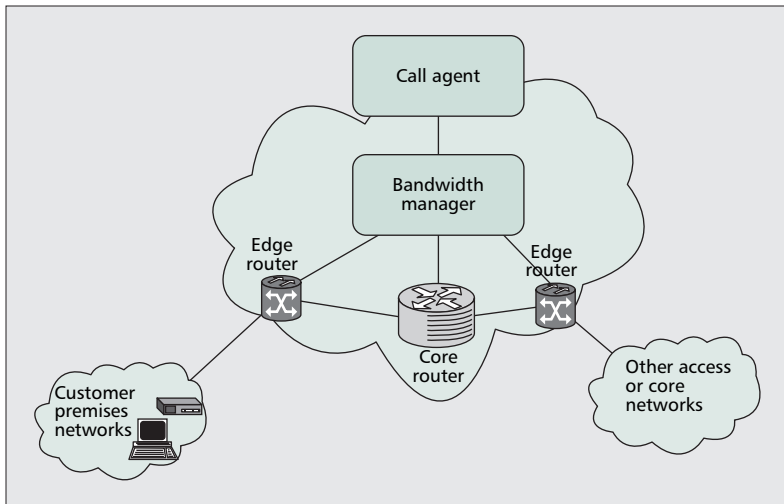 Call agent
Bandwidth
manager
Edge
router
Edge
router
Core
router
Customer
premises
networks
Other access
or core
networks